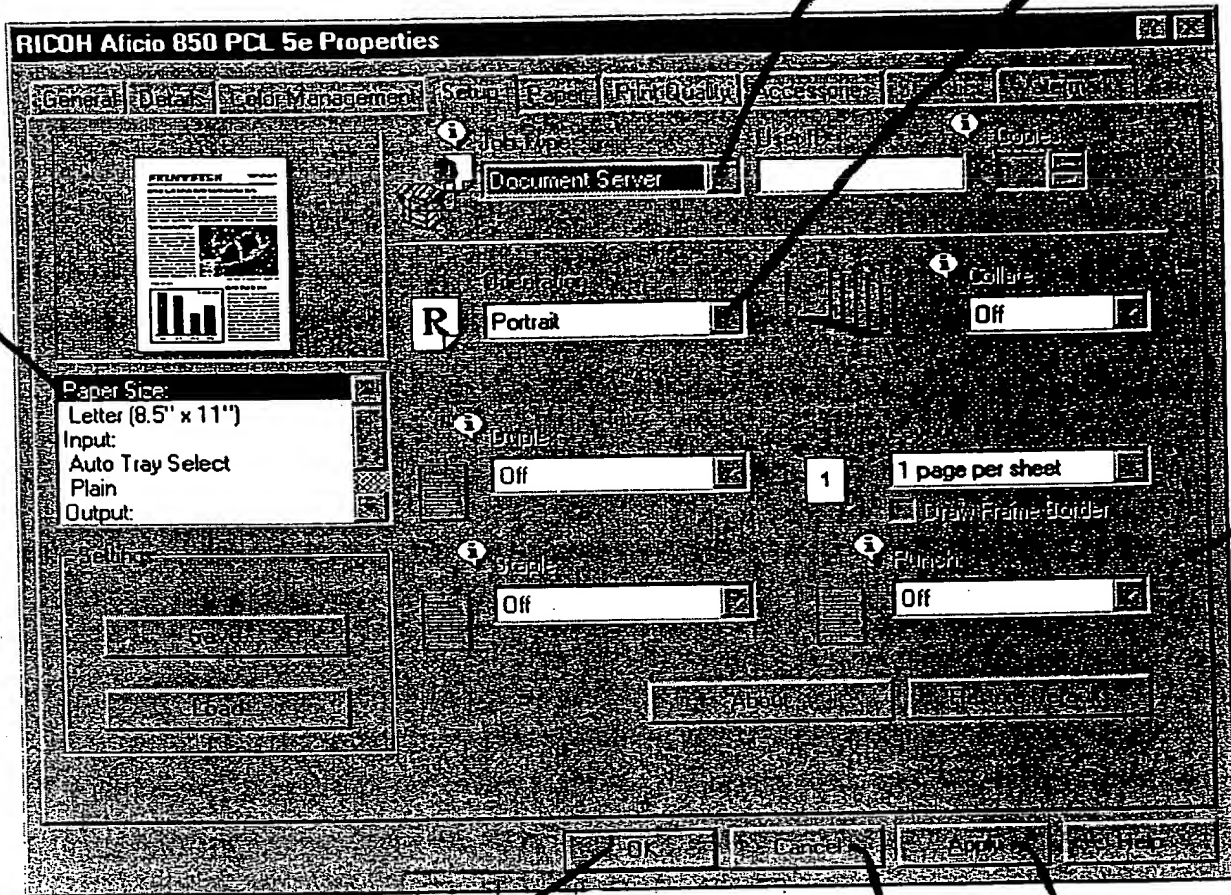 RICOH Aficio 850 PCL 5e Properties
General Details Color Management Setup Paper Print Quality Accessories Statistics Watermarks
Job Type: User ID: Copies:
Document Server
Orientation: Collate:
R Portrait Off
Paper Size:
Letter (8.5" x 11")
Input:
Auto Tray Select
Plain
Output:
Duplex:
Off 1 1 page per sheet
Draw Frame Border
Settings
Staple: Punch:
Off Off
Save
Load
About
OK Cancel Apply Help